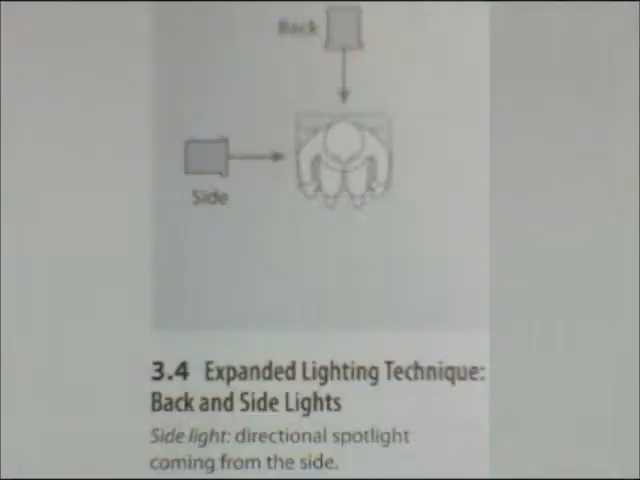 Back
Side
3.4 Expanded Lighting Technique:
Back and Side Lights
Side light: directional spotlight
coming from the side.